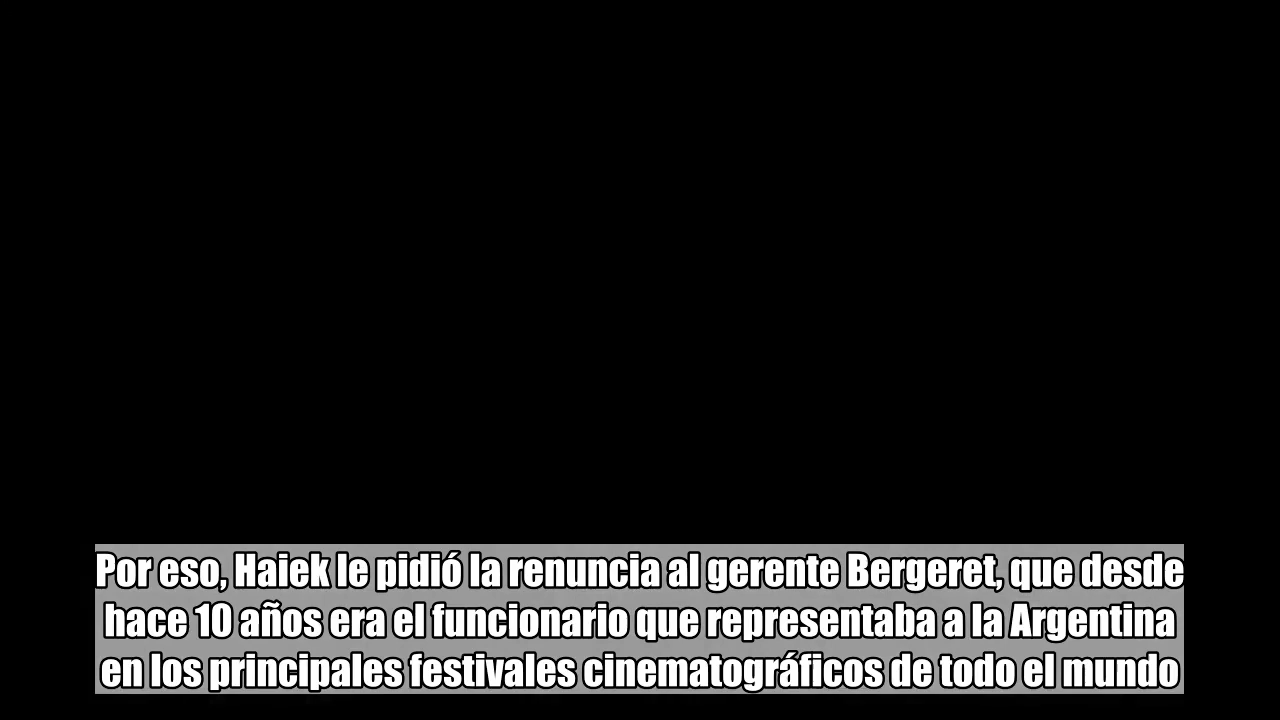 Por eso, Haiek le pidió la renuncia al gerente Bergeret, que desde
hace 10 años era el funcionario que representaba a la Argentina
en los principales festivales cinematográficos de todo el mundo